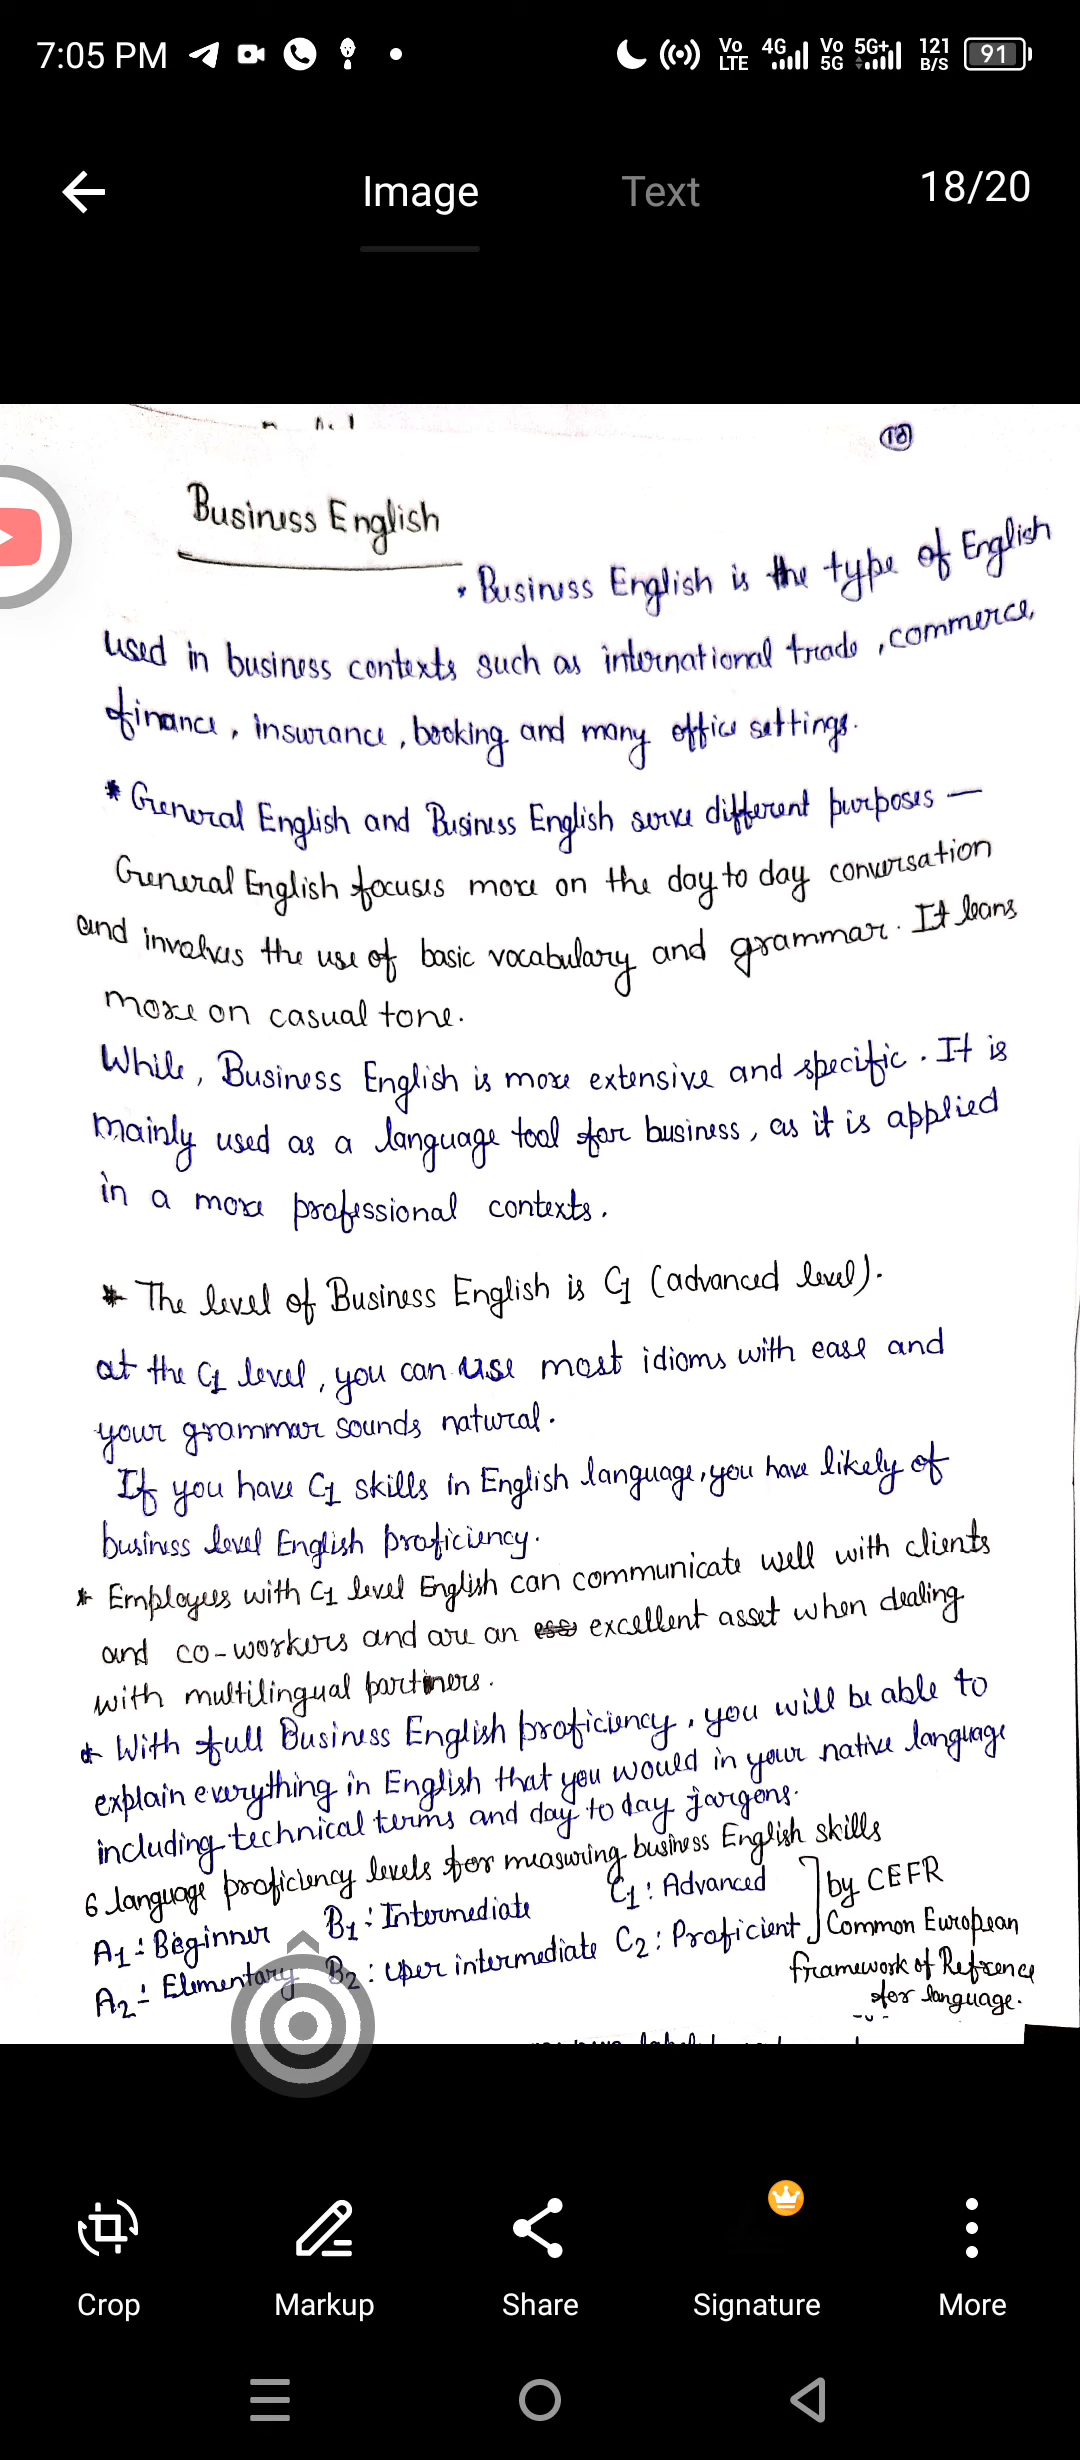 7:05 PM Vo LTE 4G Vo 5G 5G+ 121 B/S 91
Image Text 18/20
18
Business English
Business English is the type of English
used in business contexts such as international trade, commerce,
finance, insurance, booking and many office settings.
* General English and Business English serve different purposes —
General English focuses more on the day to day conversation
and involves the use of basic vocabulary and grammar. It leans
more on casual tone.
While, Business English is more extensive and specific. It is
mainly used as a language tool for business, as it is applied
in a more professional contexts.
* The level of Business English is C1 (advanced level).
at the C1 level, you can use most idioms with ease and
your grammar sounds natural.
If you have C1 skills in English language, you have likely of
business level English proficiency.
* Employees with C1 level English can communicate well with clients
and co-workers and are an excellent asset when dealing
with multilingual partners.
* With full Business English proficiency, you will be able to
explain everything in English that you would in your native language
including technical terms and day to day jargons.
6 language proficiency levels for measuring business English skills
A1: Beginner B1: Intermediate C1: Advanced ] by CEFR
A2: Elementary B2: Uper intermediate C2: Proficient Common European
framework of Refrence
for language.
Crop Markup Share Signature More